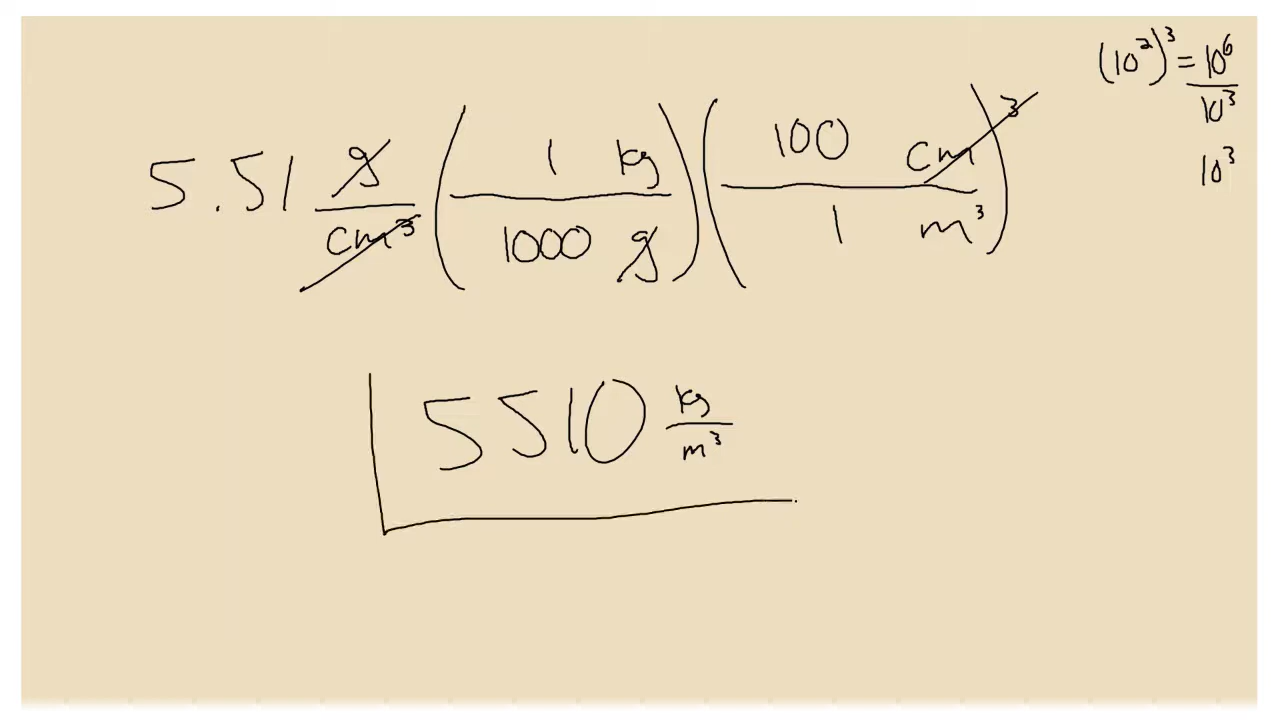 (10²)³ = 10⁶/10³
10³
5.51 g/cm³ (1 kg/1000 g) (100 cm/1 m³)³
5510 kg/m³